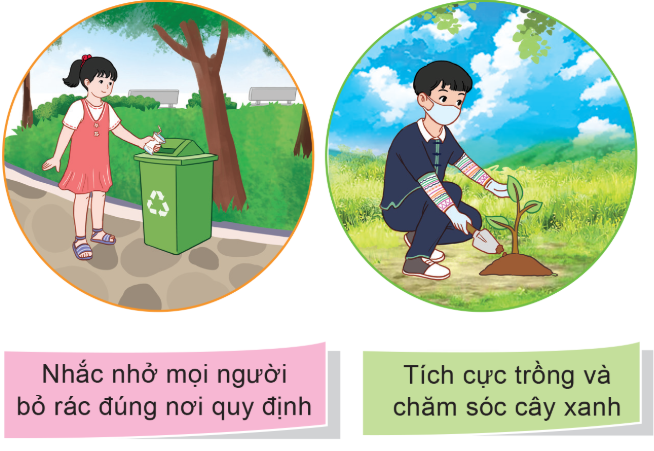 Nhắc nhở mọi người
bỏ rác đúng nơi quy định
Tích cực trồng và
chăm sóc cây xanh